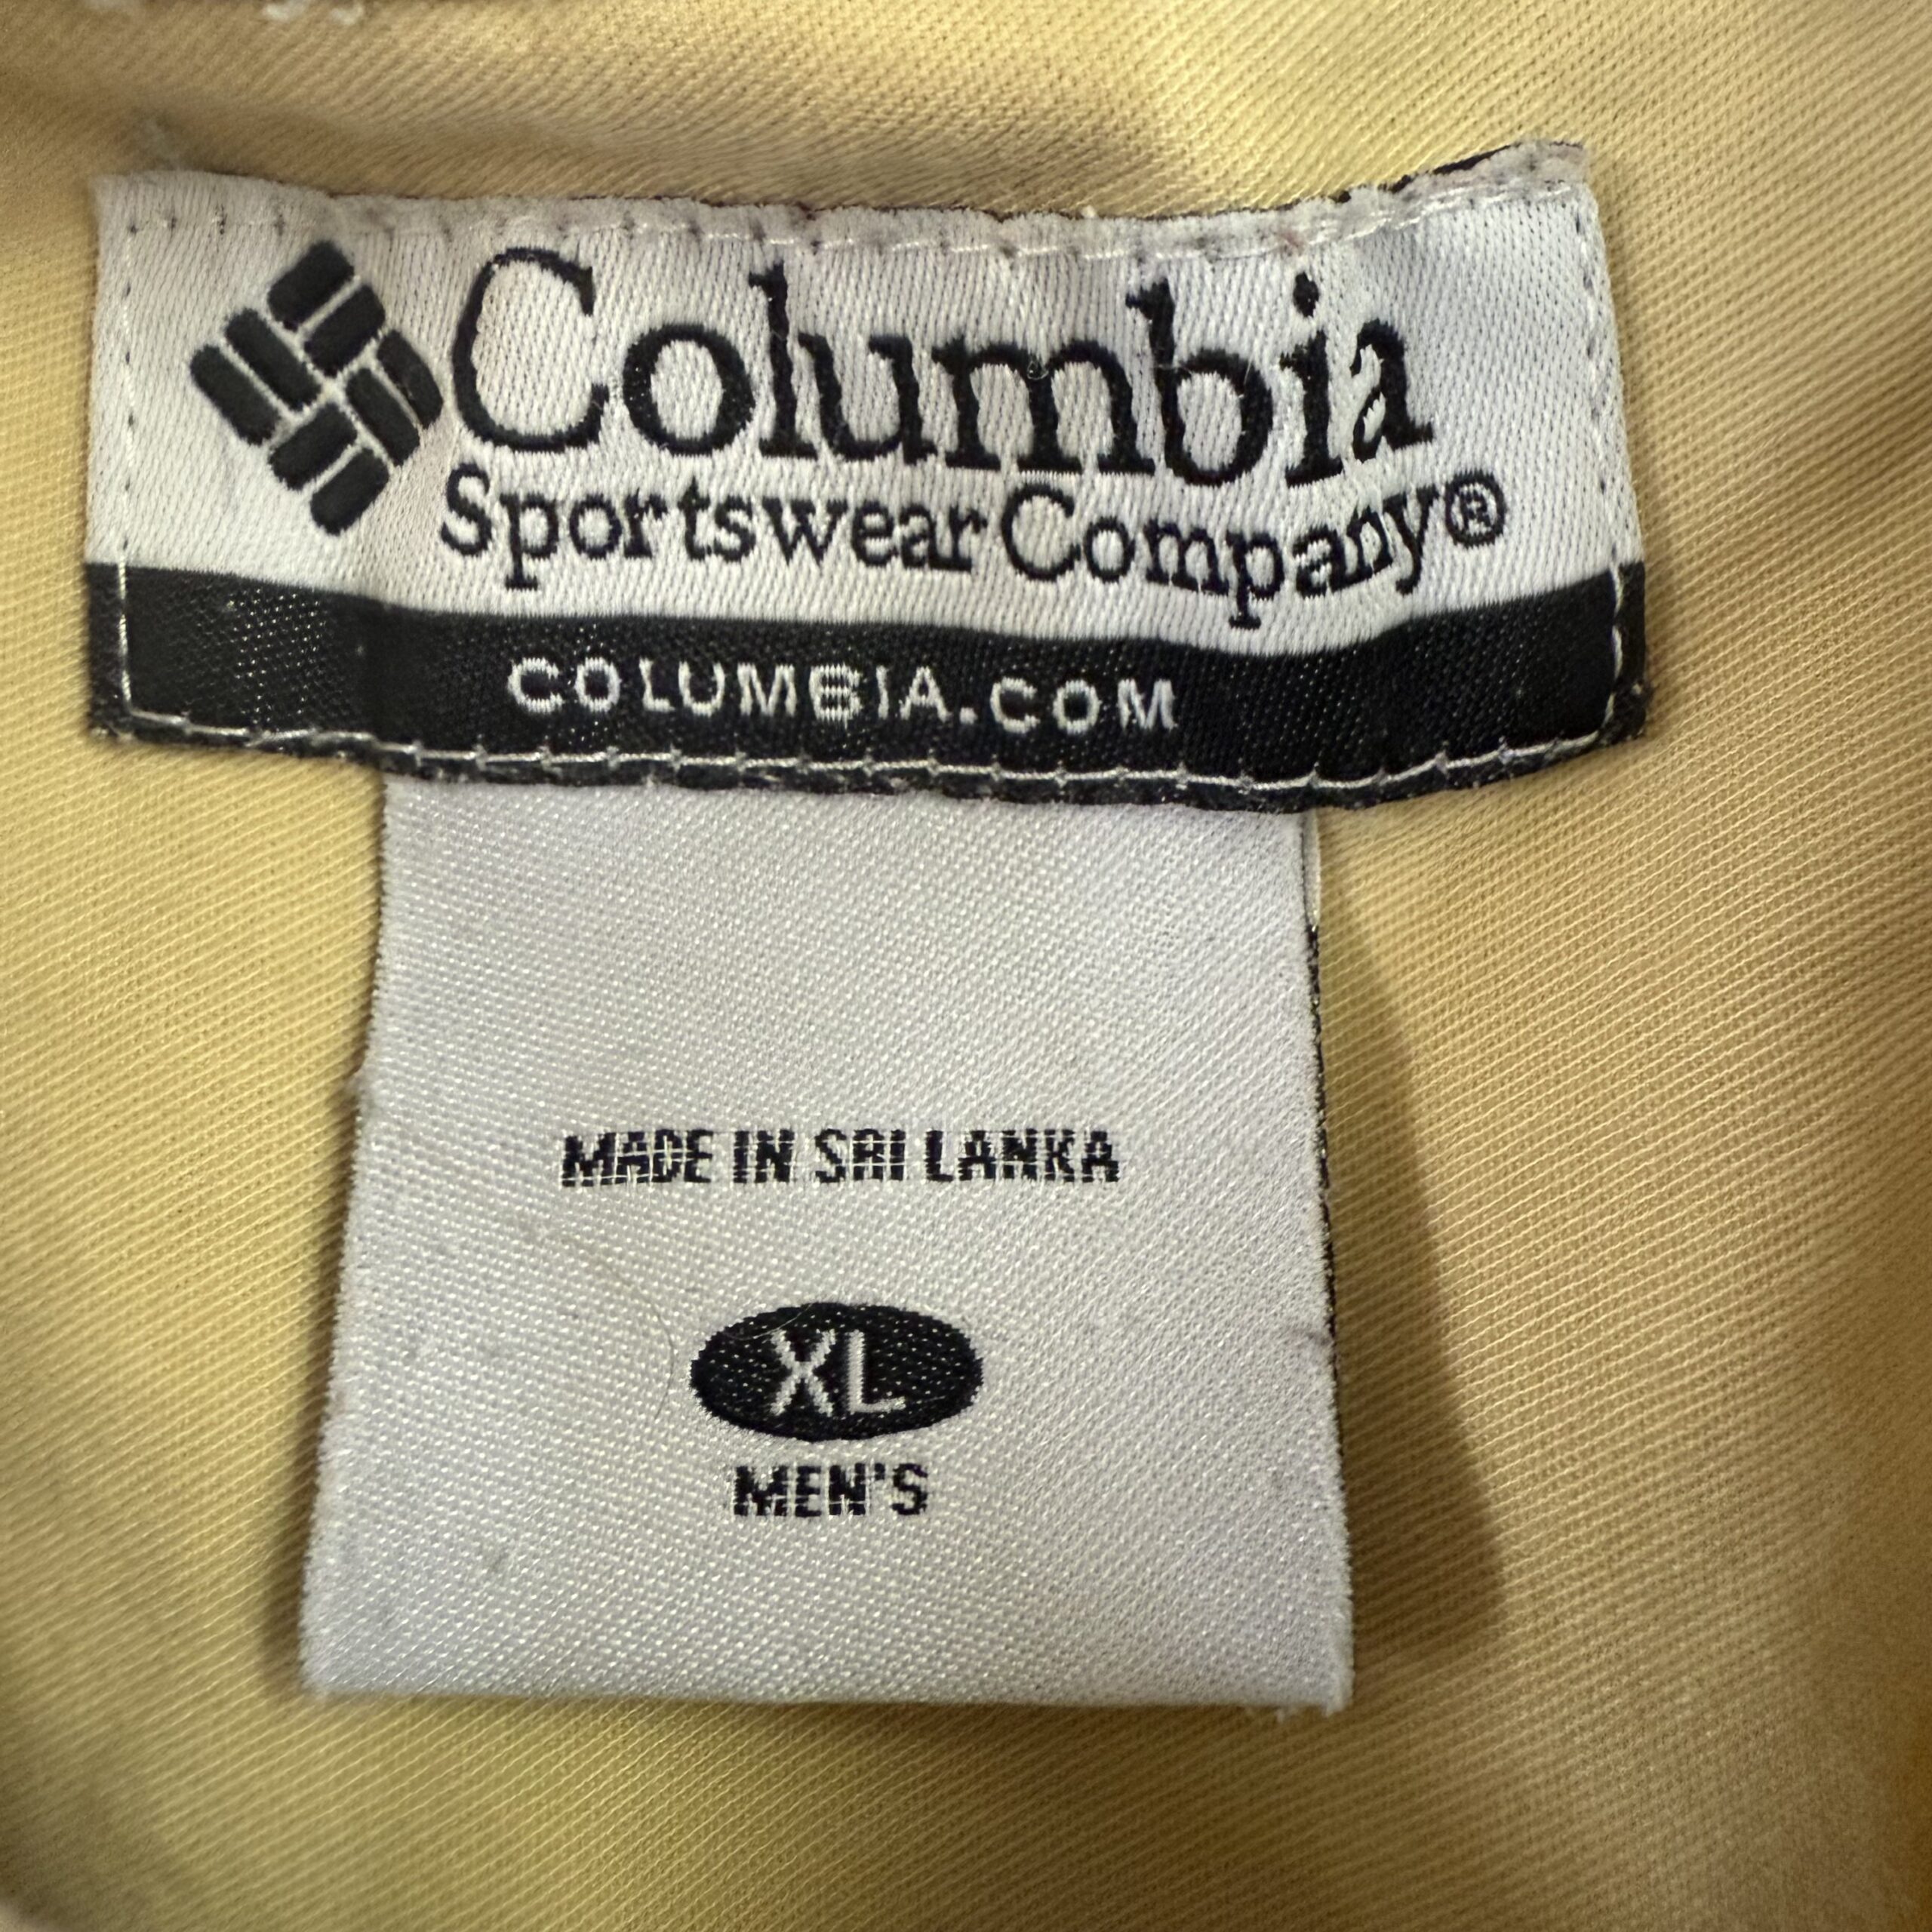 Columbia
Sportswear Company®
COLUMBIA.COM
MADE IN SRI LANKA
XL
MEN'S